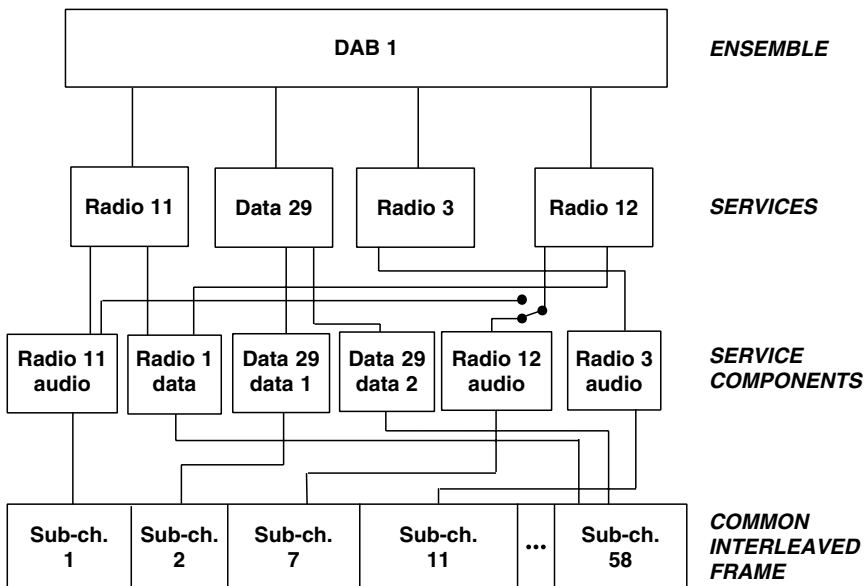 DAB 1
ENSEMBLE
Radio 11
Data 29
Radio 3
Radio 12
SERVICES
Radio 11
audio
Radio 1
data
Data 29
data 1
Data 29
data 2
Radio 12
audio
Radio 3
audio
SERVICE
COMPONENTS
Sub-ch.
1
Sub-ch.
2
Sub-ch.
7
Sub-ch.
11
...
Sub-ch.
58
COMMON
INTERLEAVED
FRAME